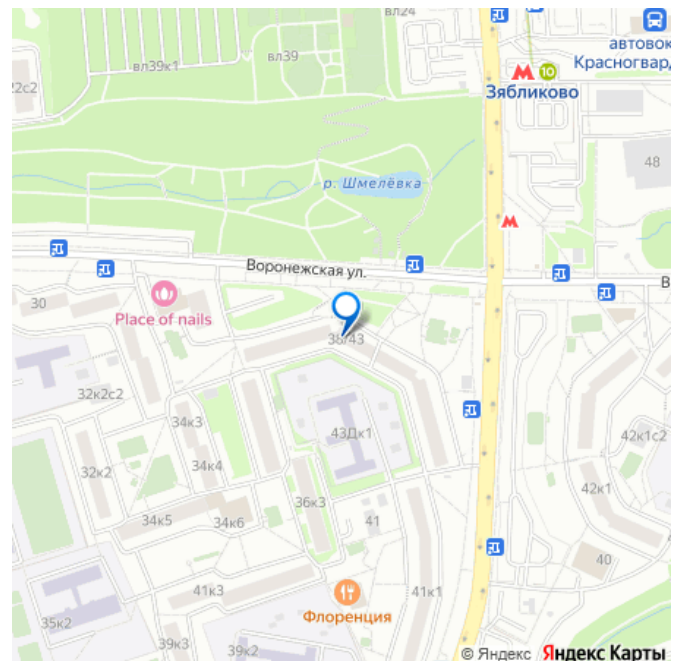 вл24
автовок
Красногвард
вл39
вл39к1
22с2
10
Зябликово
48
р. Шмелёвка
Воронежская ул.
В
30
Place of nails
38/43
32к2с2
34к3
43Дк1
42к1с2
32к2
34к4
42к1
36к3
34к5
34к6
41
40
41к3
41к1
Флоренция
35к2
39к3
39к2
© Яндекс Яндекс Карты